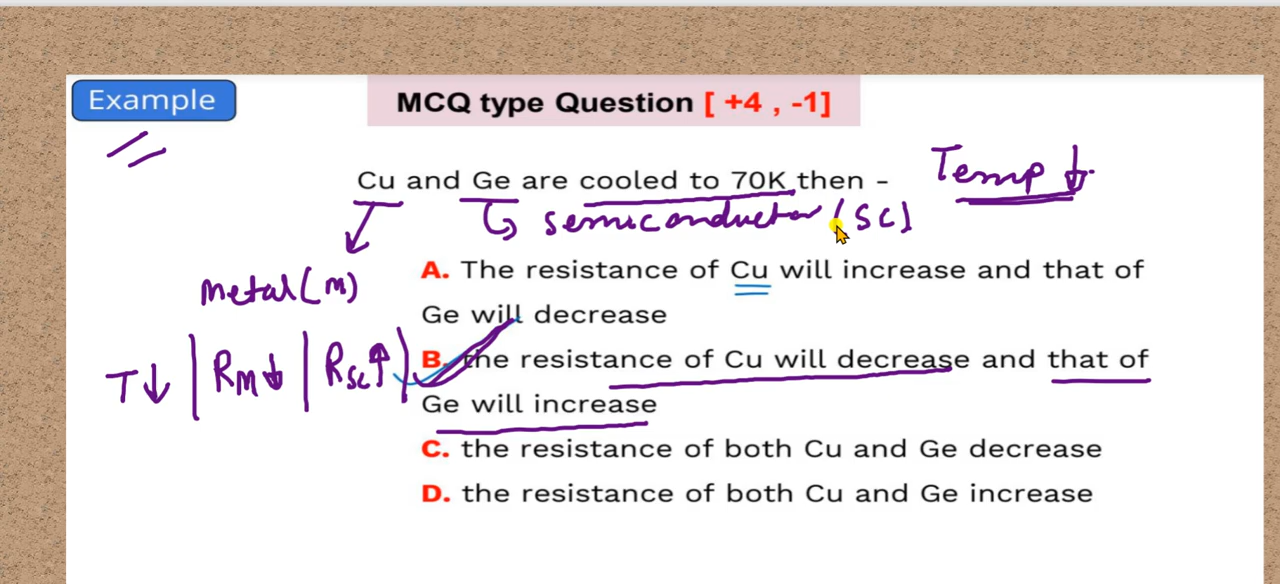 Example
MCQ type Question [ +4 , -1]
Cu and Ge are cooled to 70K then -
Temp ↓
semiconductor (SC)
metal (m)
A. The resistance of Cu will increase and that of
Ge will decrease
T↓ | RM↓ | RSC↑ |
B. the resistance of Cu will decrease and that of
Ge will increase
C. the resistance of both Cu and Ge decrease
D. the resistance of both Cu and Ge increase